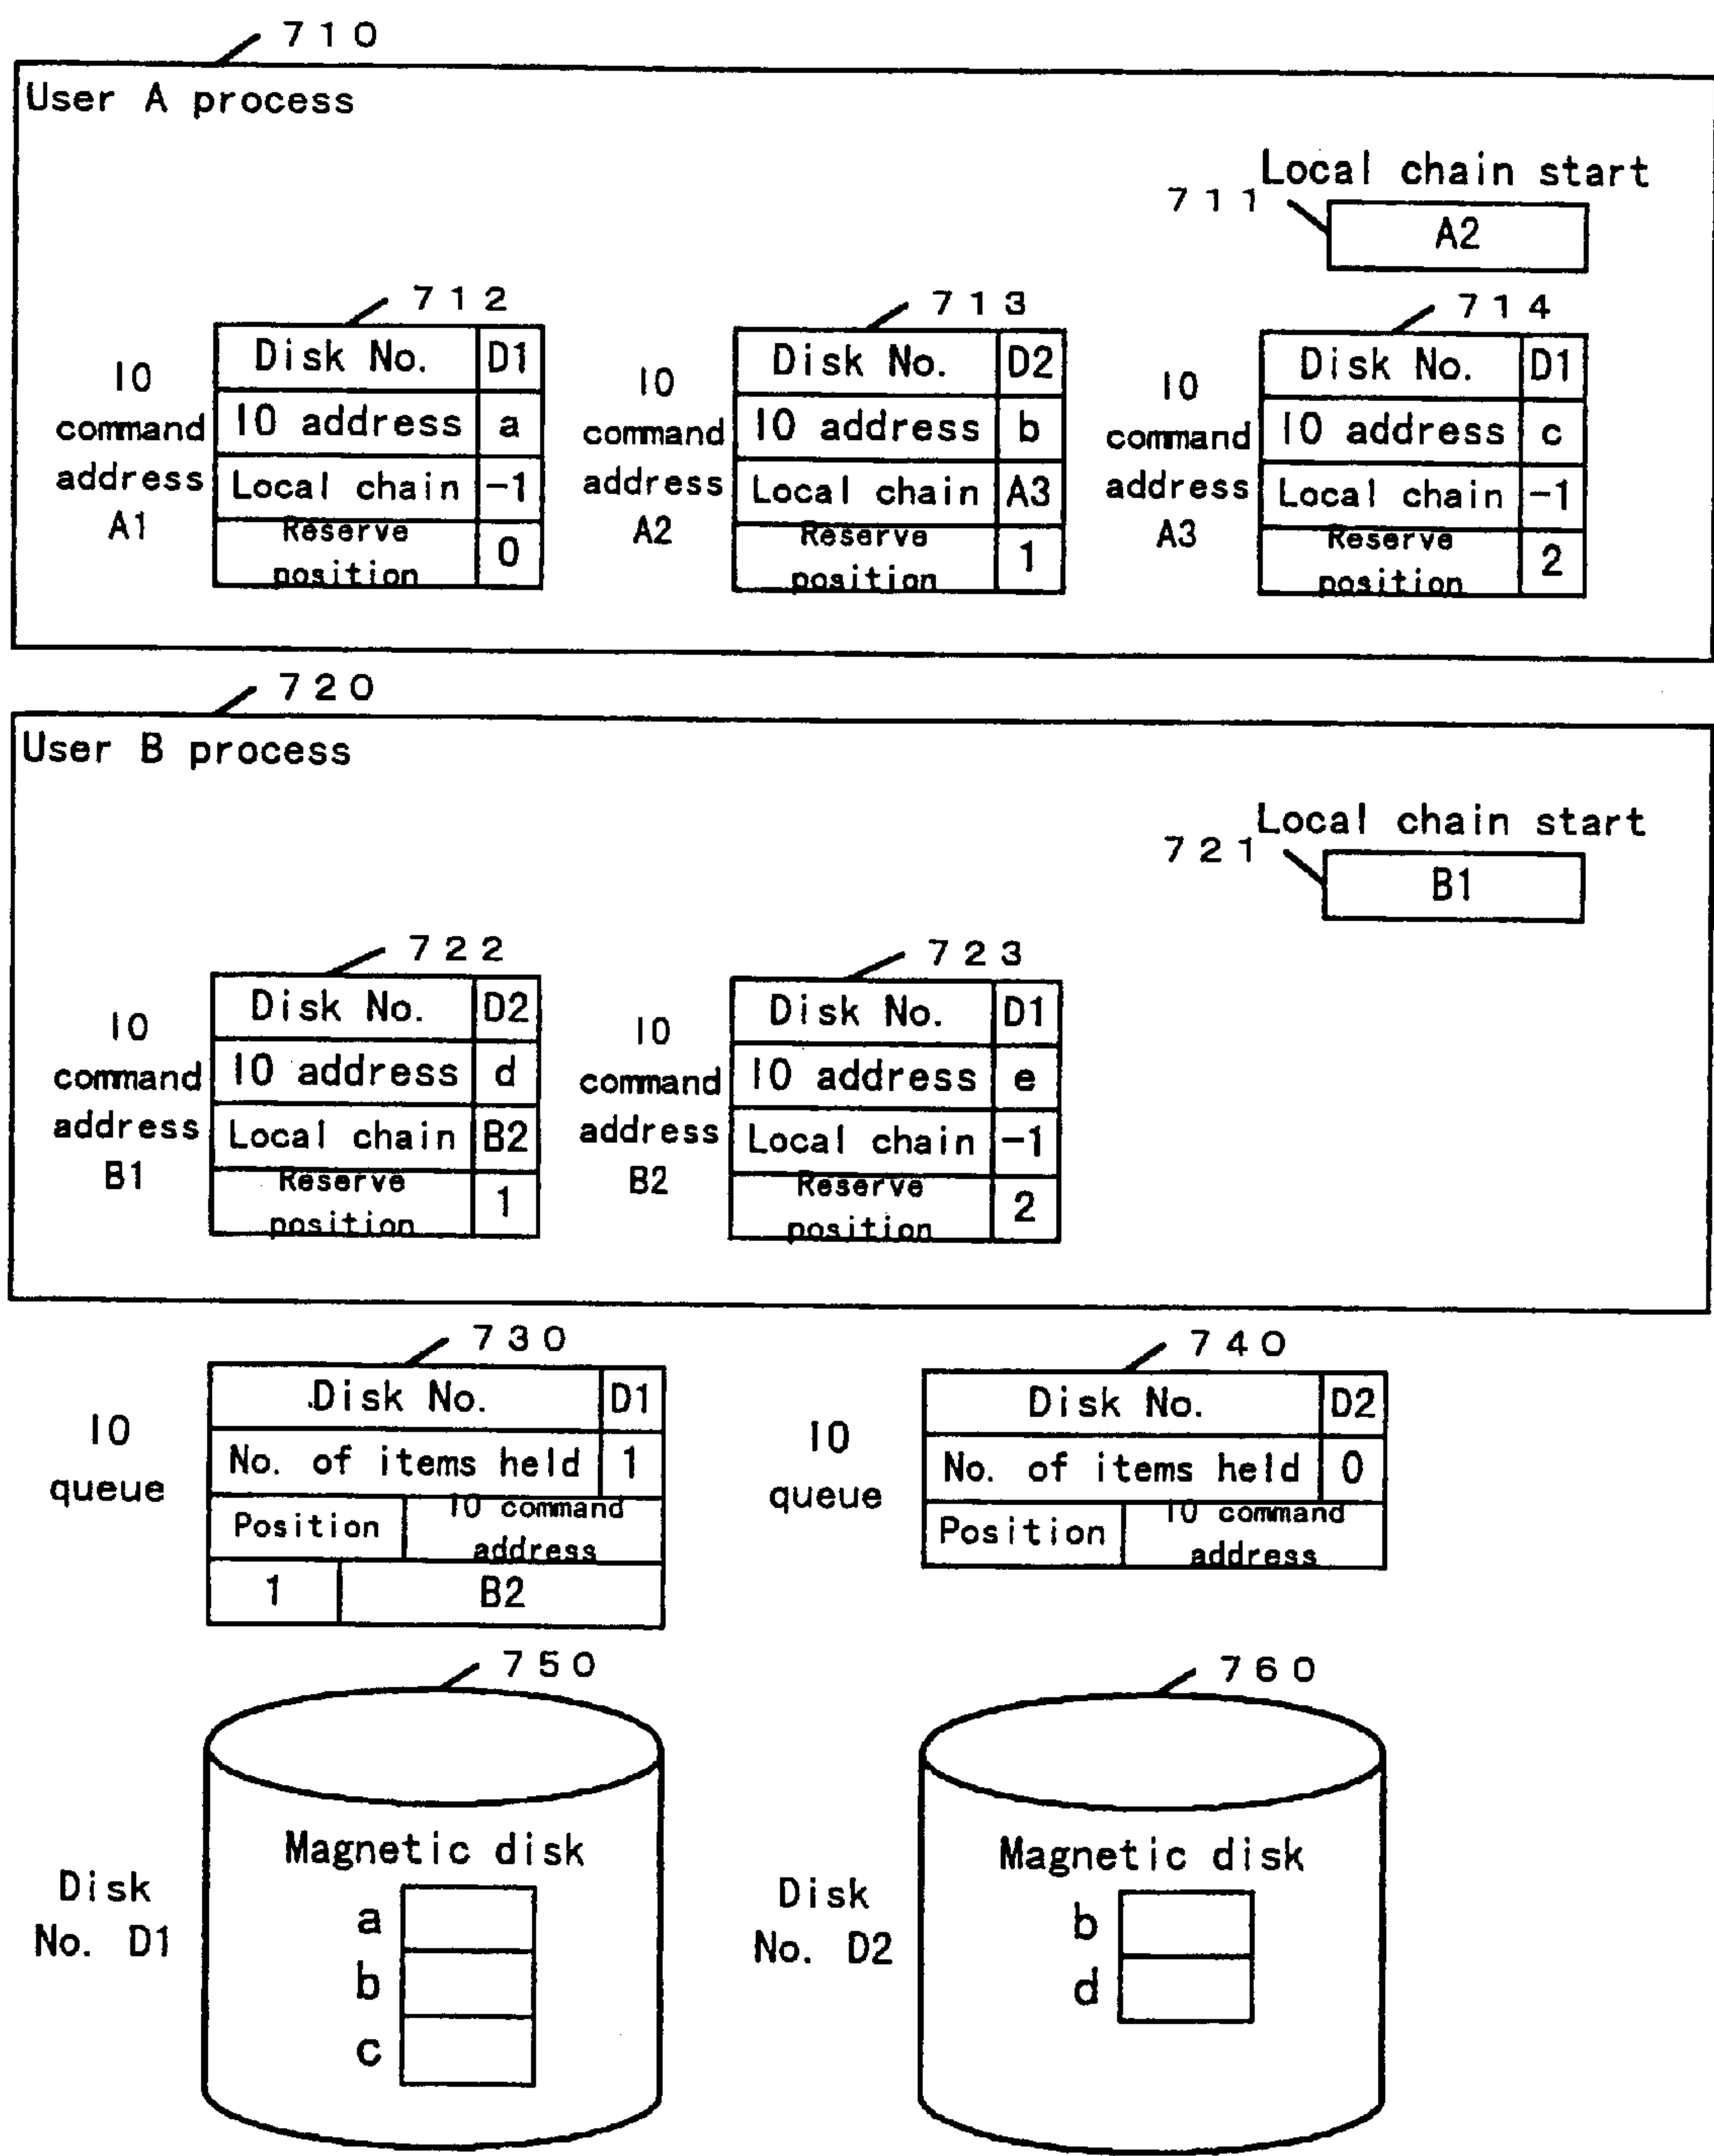 710
User A process
Local chain start
711
A2
712
713
714
IO command address A1
Disk No. D1
IO address a
Local chain -1
Reserve position 0
IO command address A2
Disk No. D2
IO address b
Local chain A3
Reserve position 1
IO command address A3
Disk No. D1
IO address c
Local chain -1
Reserve position 2
720
User B process
Local chain start
721
B1
722
723
IO command address B1
Disk No. D2
IO address d
Local chain B2
Reserve position 1
IO command address B2
Disk No. D1
IO address e
Local chain -1
Reserve position 2
730
IO queue
Disk No. D1
No. of items held 1
Position IO command address
1 B2
740
IO queue
Disk No. D2
No. of items held 0
Position IO command address
750
Disk No. D1
Magnetic disk
a
b
c
760
Disk No. D2
Magnetic disk
b
d